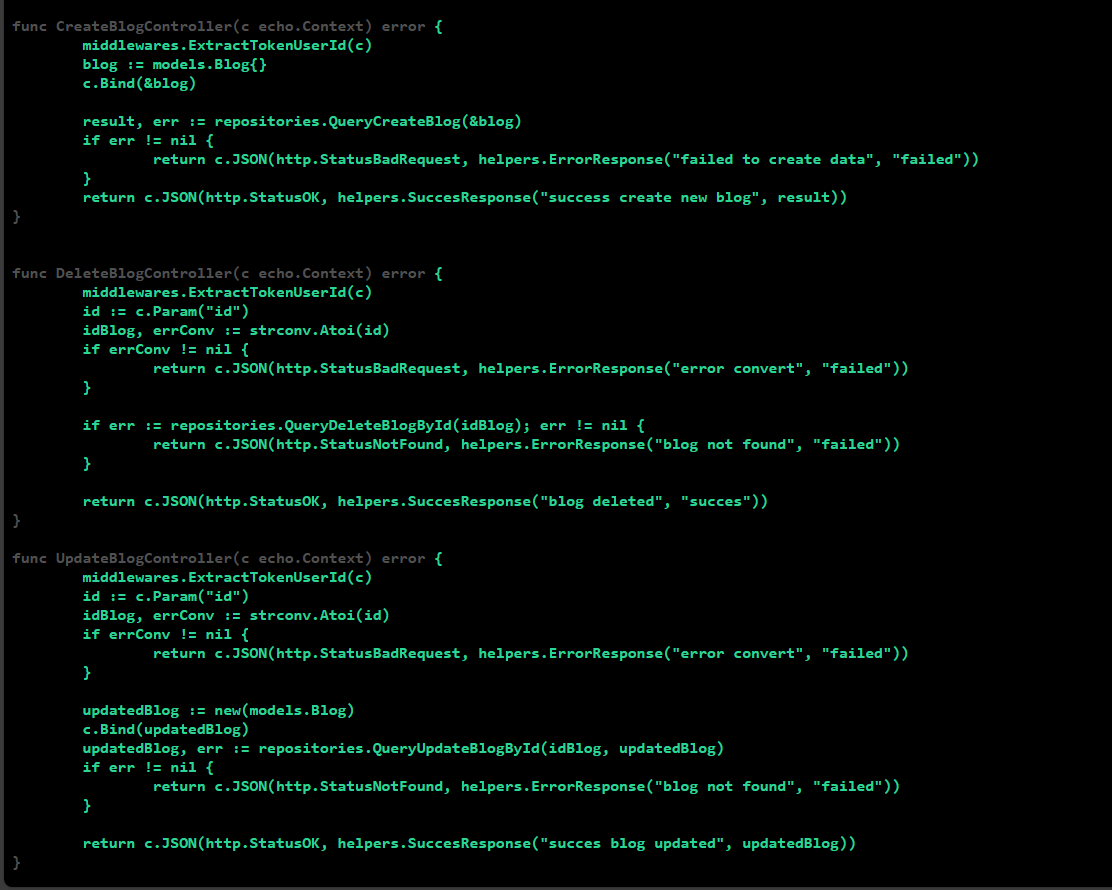 func CreateBlogController(c echo.Context) error {
        middlewares.ExtractTokenUserId(c)
        blog := models.Blog{}
        c.Bind(&blog)

        result, err := repositories.QueryCreateBlog(&blog)
        if err != nil {
                return c.JSON(http.StatusBadRequest, helpers.ErrorResponse("failed to create data", "failed"))
        }
        return c.JSON(http.StatusOK, helpers.SuccesResponse("success create new blog", result))
}


func DeleteBlogController(c echo.Context) error {
        middlewares.ExtractTokenUserId(c)
        id := c.Param("id")
        idBlog, errConv := strconv.Atoi(id)
        if errConv != nil {
                return c.JSON(http.StatusBadRequest, helpers.ErrorResponse("error convert", "failed"))
        }

        if err := repositories.QueryDeleteBlogById(idBlog); err != nil {
                return c.JSON(http.StatusNotFound, helpers.ErrorResponse("blog not found", "failed"))
        }

        return c.JSON(http.StatusOK, helpers.SuccesResponse("blog deleted", "succes"))
}

func UpdateBlogController(c echo.Context) error {
        middlewares.ExtractTokenUserId(c)
        id := c.Param("id")
        idBlog, errConv := strconv.Atoi(id)
        if errConv != nil {
                return c.JSON(http.StatusBadRequest, helpers.ErrorResponse("error convert", "failed"))
        }

        updatedBlog := new(models.Blog)
        c.Bind(updatedBlog)
        updatedBlog, err := repositories.QueryUpdateBlogById(idBlog, updatedBlog)
        if err != nil {
                return c.JSON(http.StatusNotFound, helpers.ErrorResponse("blog not found", "failed"))
        }

        return c.JSON(http.StatusOK, helpers.SuccesResponse("succes blog updated", updatedBlog))
}